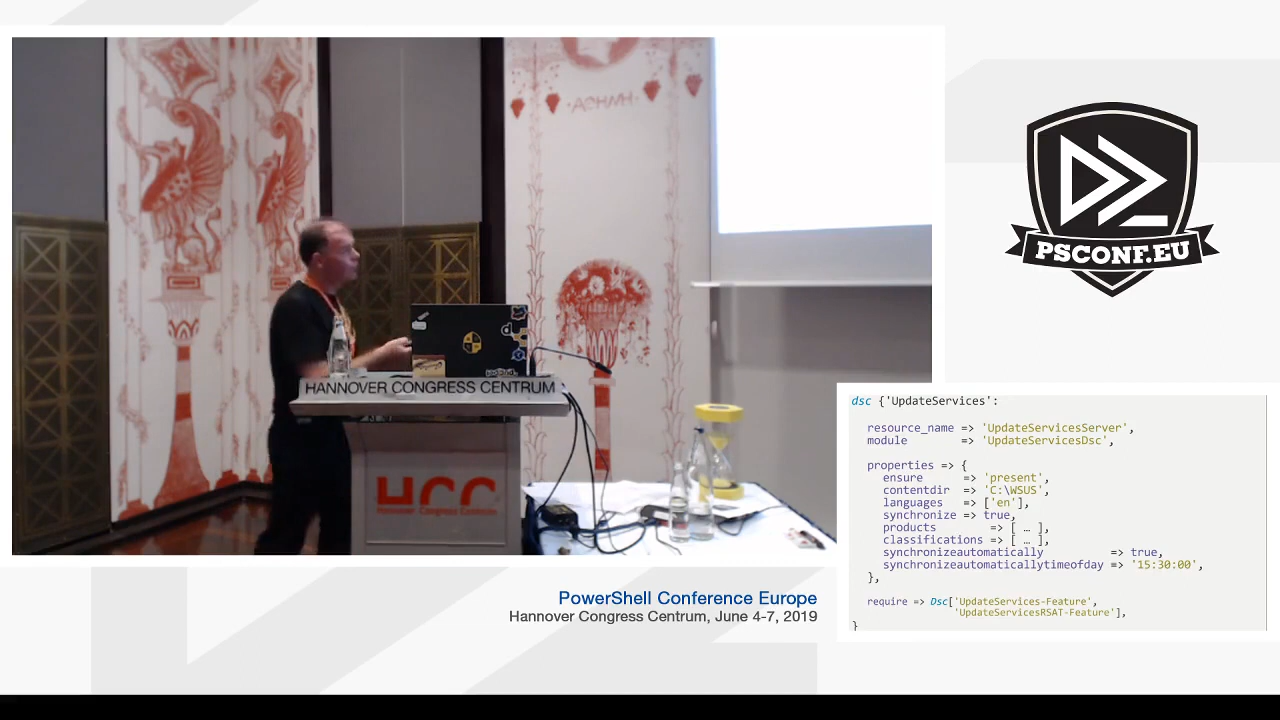 ·ASHWH·
HANNOVER CONGRESS CENTRUM
HCC
Hannover Congress Centrum
PSCONF.EU
PowerShell Conference Europe
Hannover Congress Centrum, June 4-7, 2019
dsc {'UpdateServices':
resource_name => 'UpdateServicesServer',
module => 'UpdateServicesDsc',
properties => {
ensure => 'present',
contentdir => 'C:\WSUS',
languages => ['en'],
synchronize => true,
products => [ … ],
classifications => [ … ],
synchronizeautomatically => true,
synchronizeautomaticallytimeofday => '15:30:00',
},
require => Dsc['UpdateServices-Feature',
'UpdateServicesRSAT-Feature'],
}